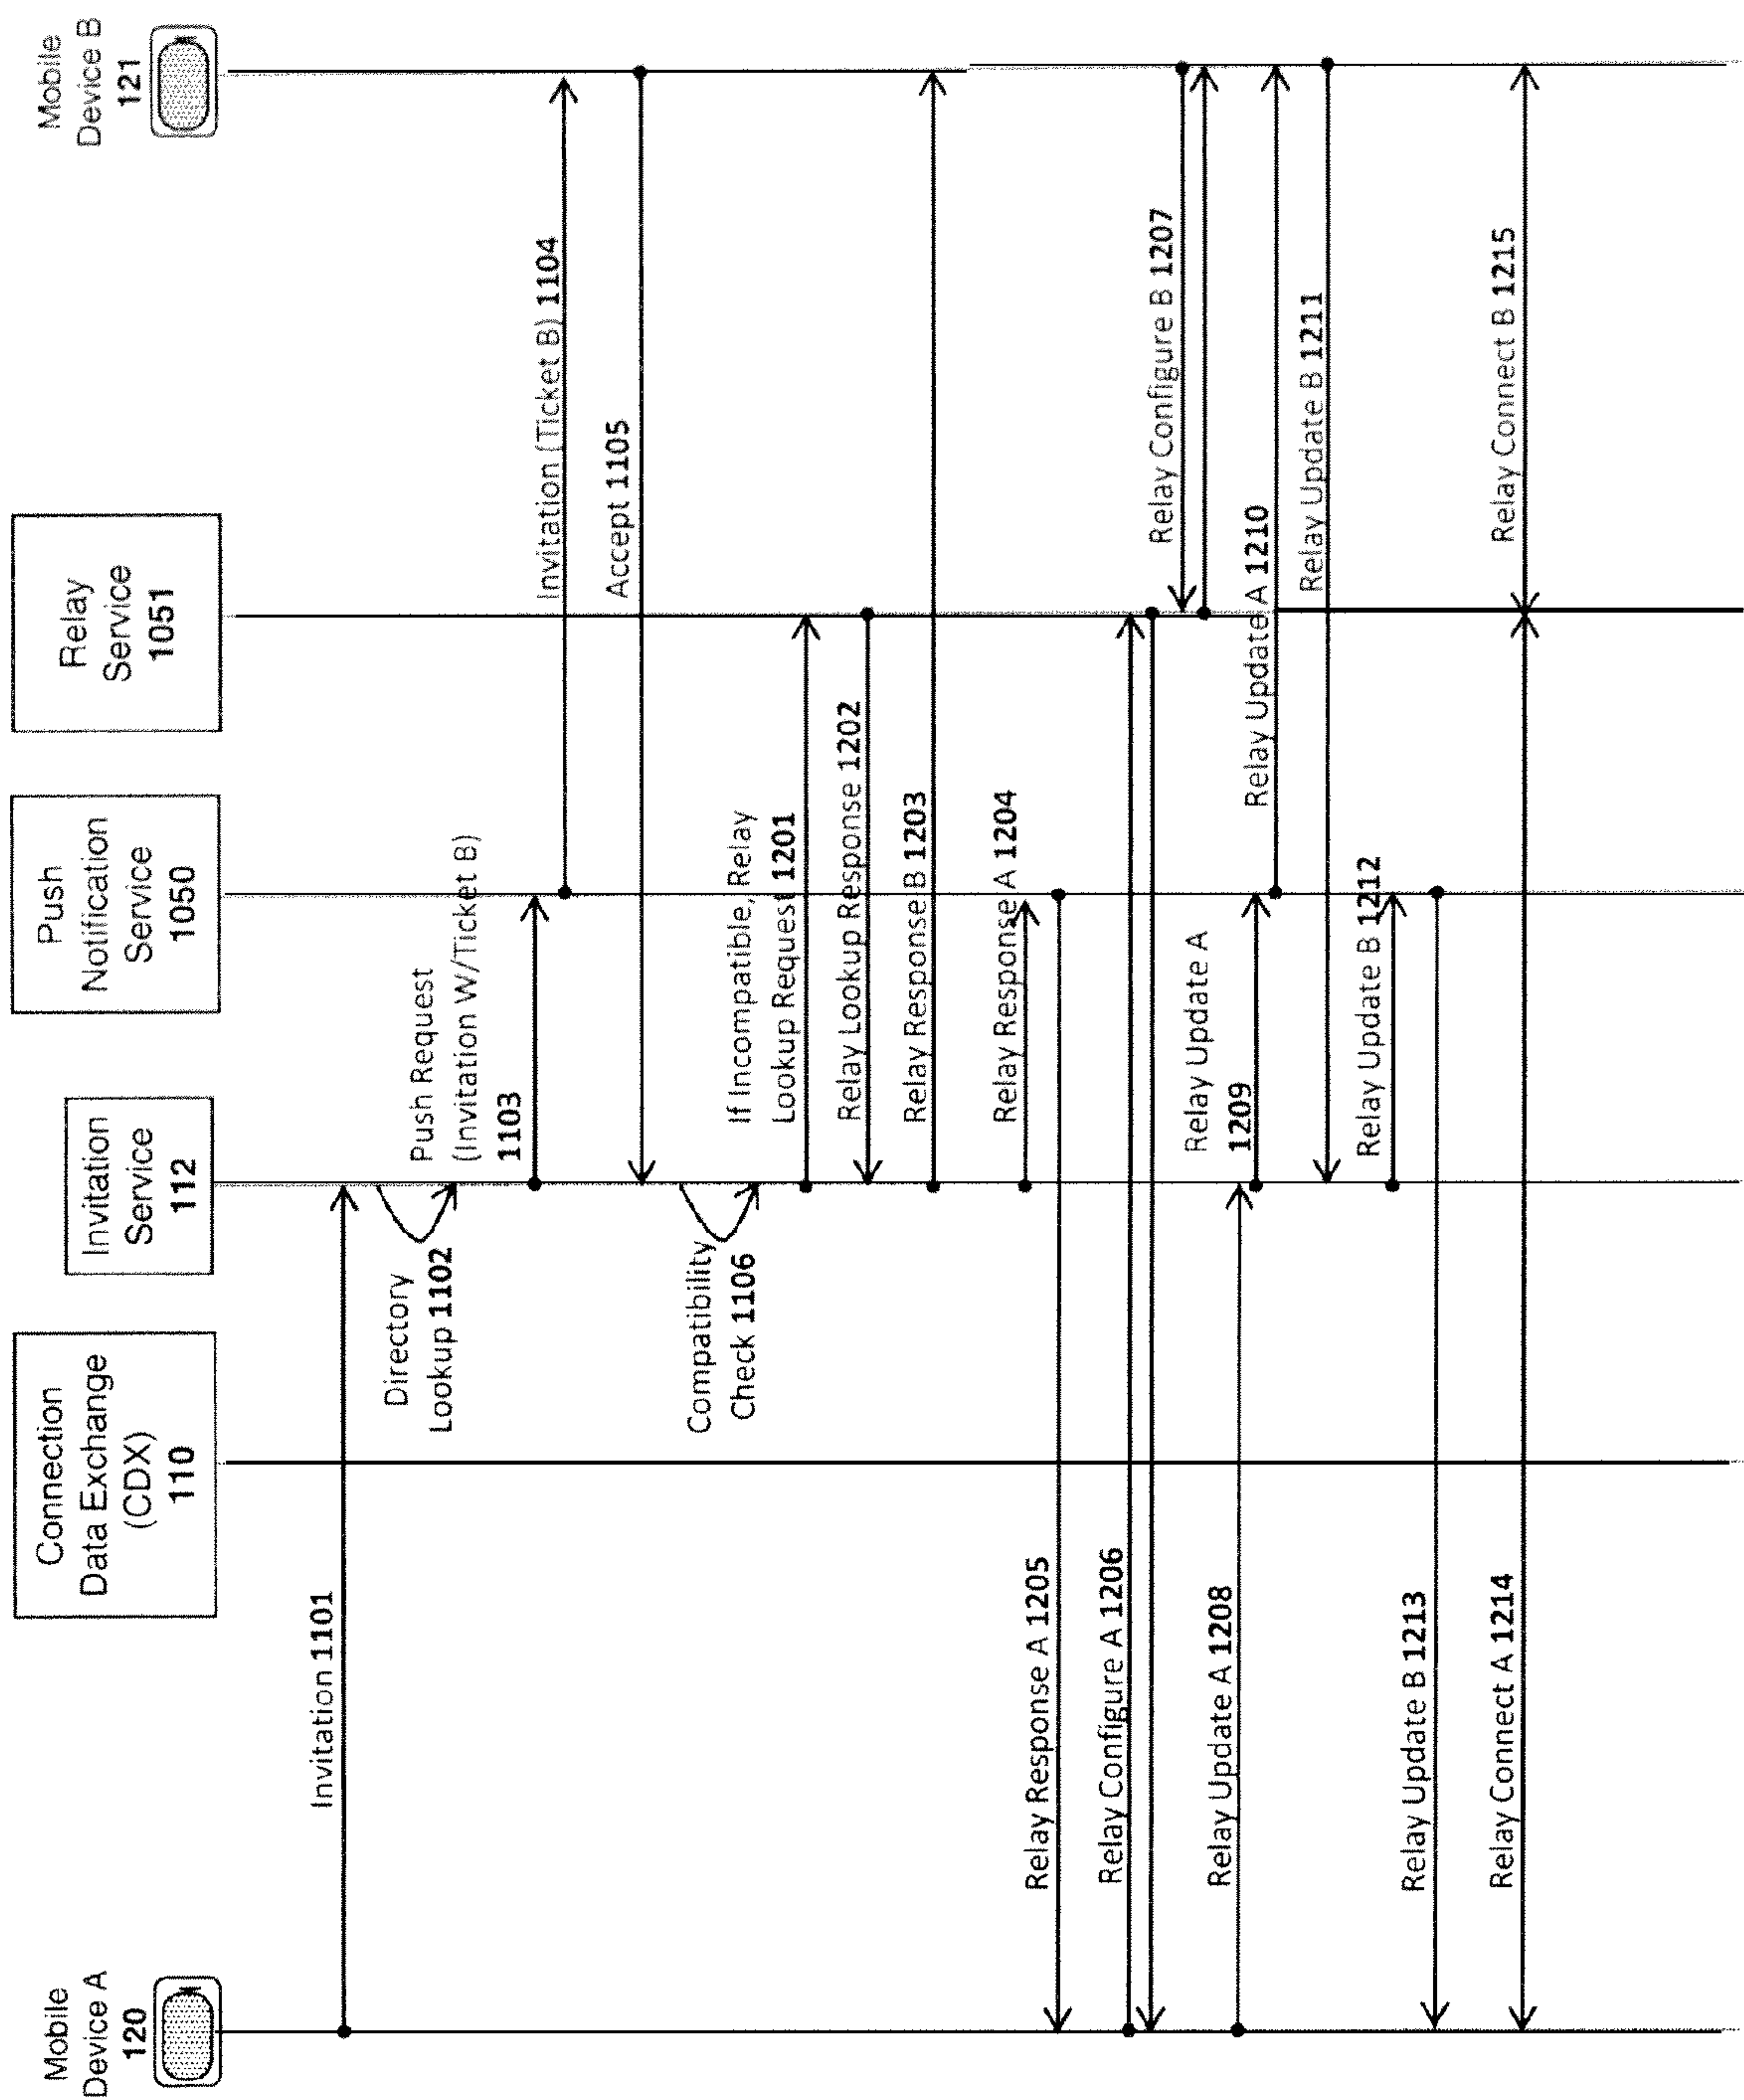 Mobile
Device A
120
Connection
Data Exchange
(CDX)
110
Invitation
Service
112
Push
Notification
Service
1050
Relay
Service
1051
Mobile
Device B
121
Invitation 1101
Directory
Lookup 1102
Push Request
(Invitation W/Ticket B)
1103
Invitation (Ticket B) 1104
Accept 1105
Compatibility
Check 1106
If Incompatible, Relay
Lookup Request 1201
Relay Lookup Response 1202
Relay Response B 1203
Relay Response A 1204
Relay Response A 1205
Relay Configure A 1206
Relay Configure B 1207
Relay Update A 1208
Relay Update A
1209
Relay Update A 1210
Relay Update B 1211
Relay Update B 1212
Relay Update B 1213
Relay Connect A 1214
Relay Connect B 1215